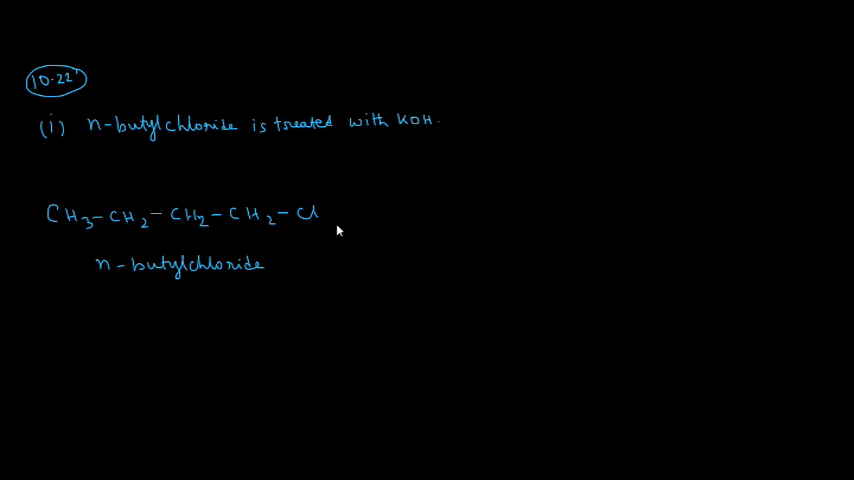 10.22
(i) n-butylchloride is treated with KOH.
CH3-CH2-CH2-CH2-Cl
n-butylchloride